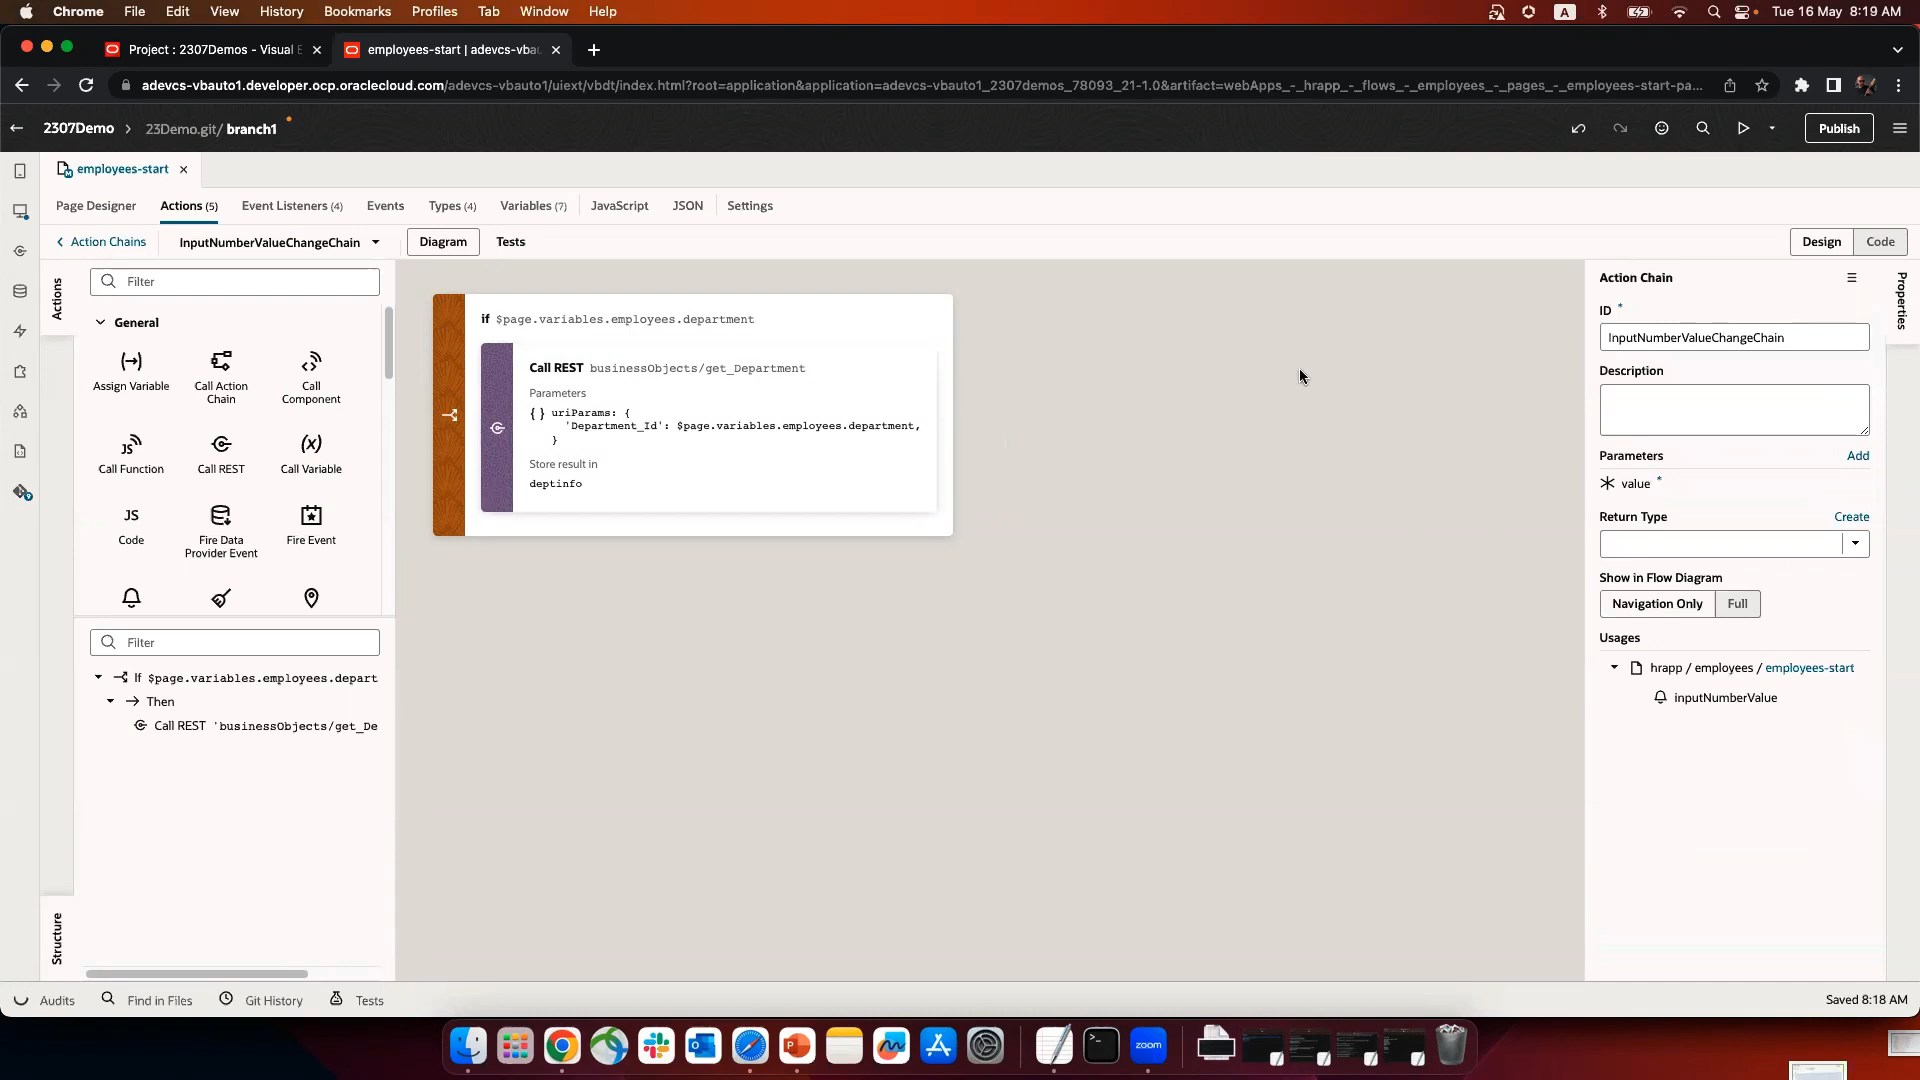 Chrome File Edit View History Bookmarks Profiles Tab Window Help
A
Tue 16 May 8:19 AM
Project : 2307Demos - Visual
employees-start | adevcs-vba
adevcs-vbauto1.developer.ocp.oraclecloud.com/adevcs-vbauto1/uiext/vbdt/index.html?root=application&application=adevcs-vbauto1_2307demos_78093_21-1.0&artifact=webApps_-_hrapp_-_flows_-_employees_-_pages_-_employees-start-pa...
2307Demo > 23Demo.git/ branch1
Publish
employees-start
Page Designer Actions (5) Event Listeners (4) Events Types (4) Variables (7) JavaScript JSON Settings
Action Chains InputNumberValueChangeChain Diagram Tests
Design Code
Actions
Filter
General
Assign Variable
Call Action Chain
Call Component
Call Function
Call REST
Call Variable
JS
Code
Fire Data Provider Event
Fire Event
Filter
If $page.variables.employees.depart
Then
Call REST 'businessObjects/get_De
Structure
if $page.variables.employees.department
Call REST businessObjects/get_Department
Parameters
{ } uriParams: {
'Department_Id': $page.variables.employees.department,
}
Store result in
deptinfo
Action Chain
Properties
ID *
InputNumberValueChangeChain
Description
Parameters Add
value *
Return Type Create
Show in Flow Diagram
Navigation Only Full
Usages
hrapp / employees / employees-start
inputNumberValue
Audits Find in Files Git History Tests
Saved 8:18 AM
zoom